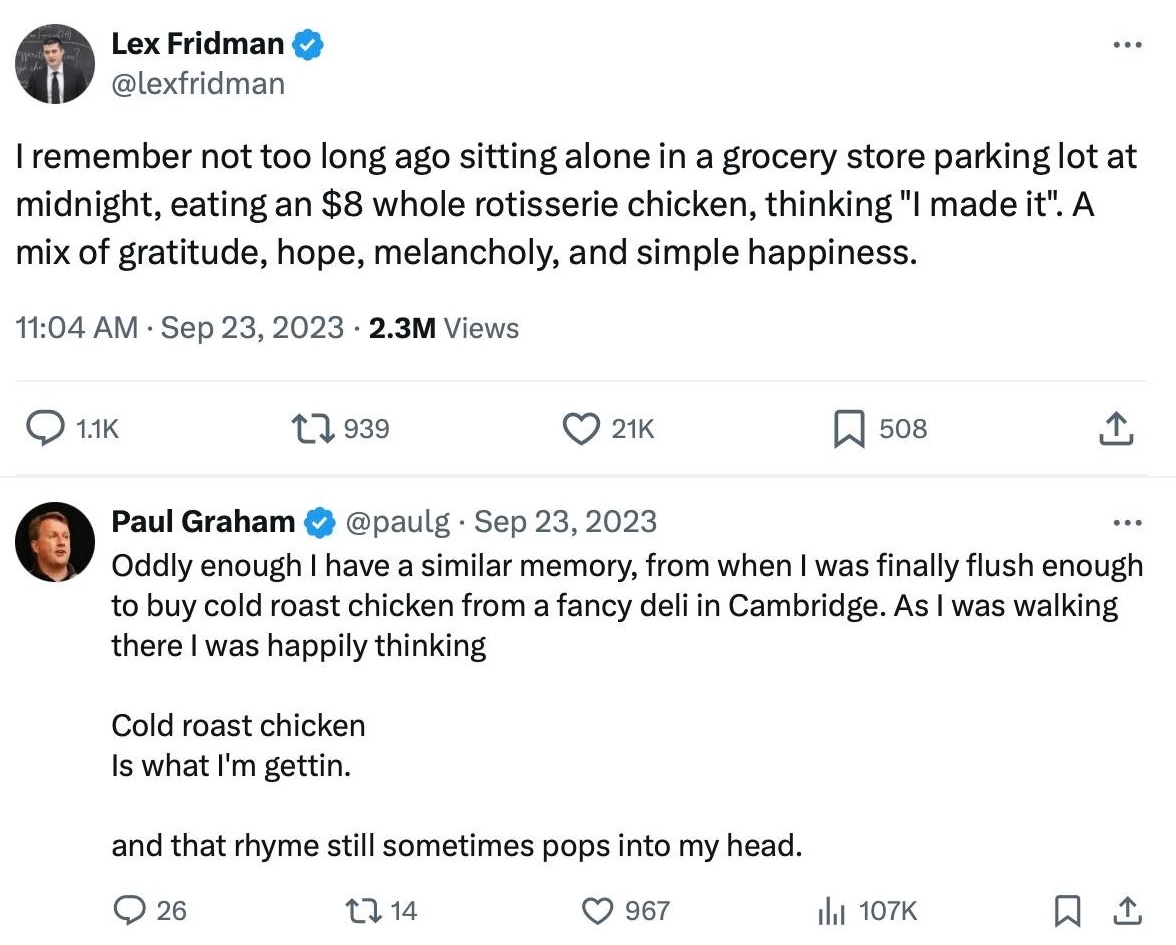 Lex Fridman
@lexfridman
I remember not too long ago sitting alone in a grocery store parking lot at
midnight, eating an $8 whole rotisserie chicken, thinking "I made it". A
mix of gratitude, hope, melancholy, and simple happiness.
11:04 AM · Sep 23, 2023 · 2.3M Views
1.1K 939 21K 508
Paul Graham @paulg · Sep 23, 2023
Oddly enough I have a similar memory, from when I was finally flush enough
to buy cold roast chicken from a fancy deli in Cambridge. As I was walking
there I was happily thinking
Cold roast chicken
Is what I'm gettin.
and that rhyme still sometimes pops into my head.
26 14 967 107K